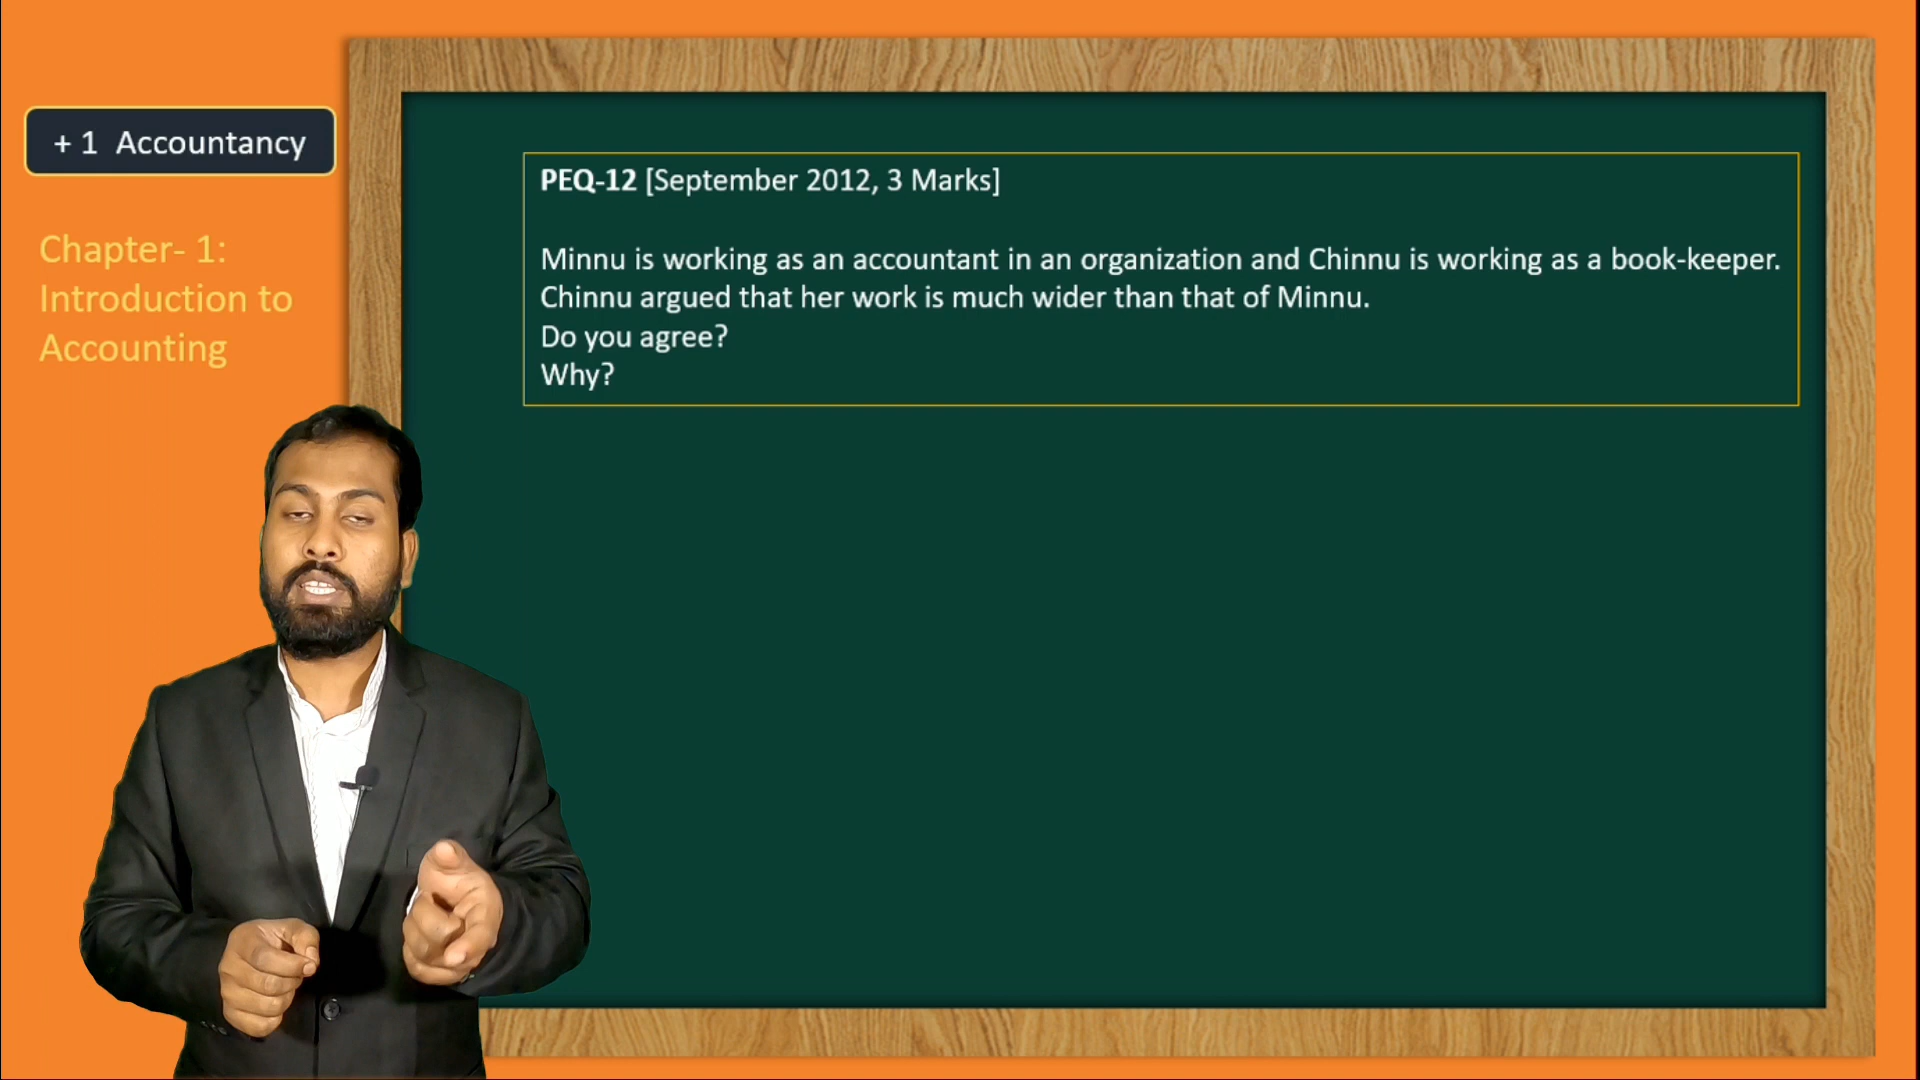 + 1 Accountancy
Chapter- 1:
Introduction to
Accounting
PEQ-12 [September 2012, 3 Marks]
Minnu is working as an accountant in an organization and Chinnu is working as a book-keeper.
Chinnu argued that her work is much wider than that of Minnu.
Do you agree?
Why?